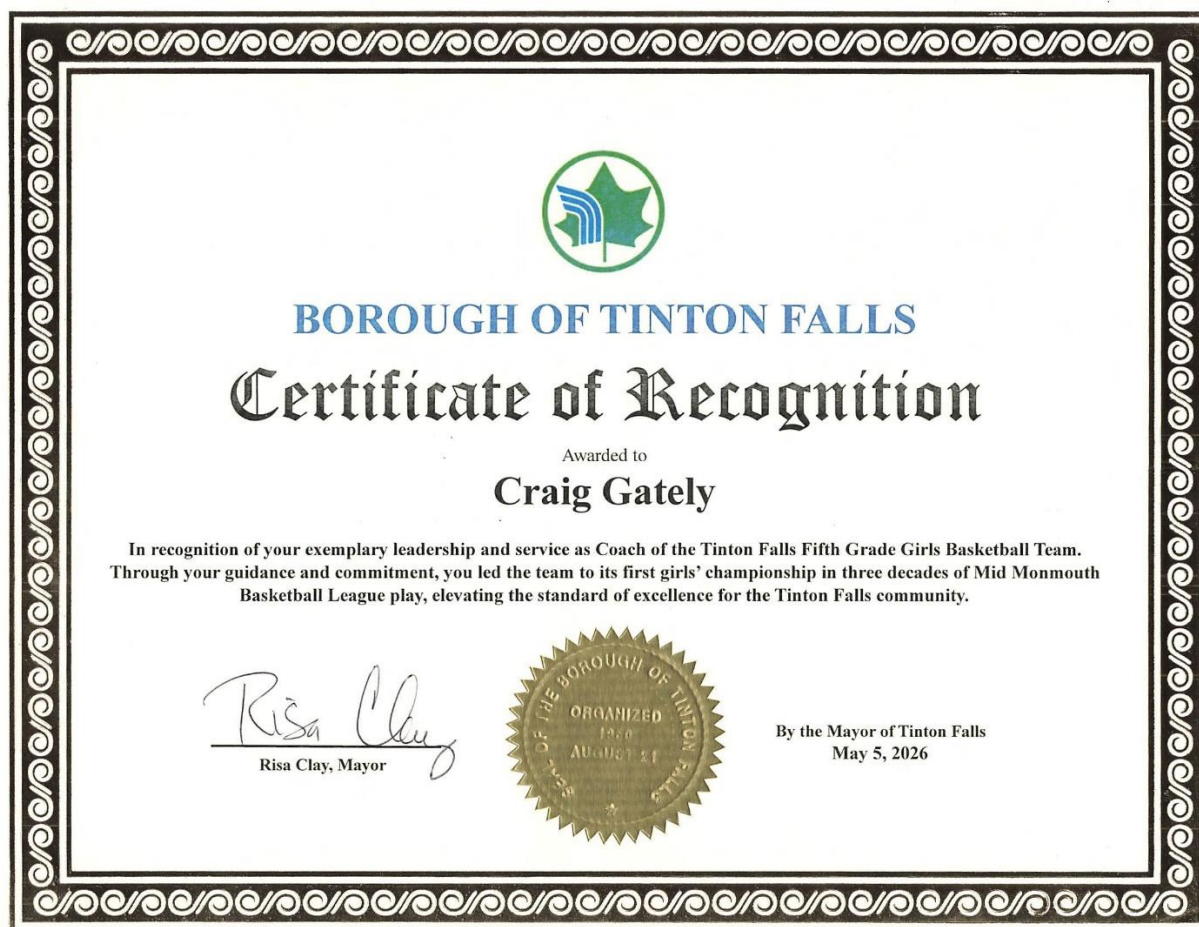 BOROUGH OF TINTON FALLS
Certificate of Recognition
Awarded to
Craig Gately
In recognition of your exemplary leadership and service as Coach of the Tinton Falls Fifth Grade Girls Basketball Team.
Through your guidance and commitment, you led the team to its first girls’ championship in three decades of Mid Monmouth
Basketball League play, elevating the standard of excellence for the Tinton Falls community.
Risa Clay
Risa Clay, Mayor
SEAL OF THE BOROUGH OF TINTON FALLS
ORGANIZED
AUGUST
By the Mayor of Tinton Falls
May 5, 2026